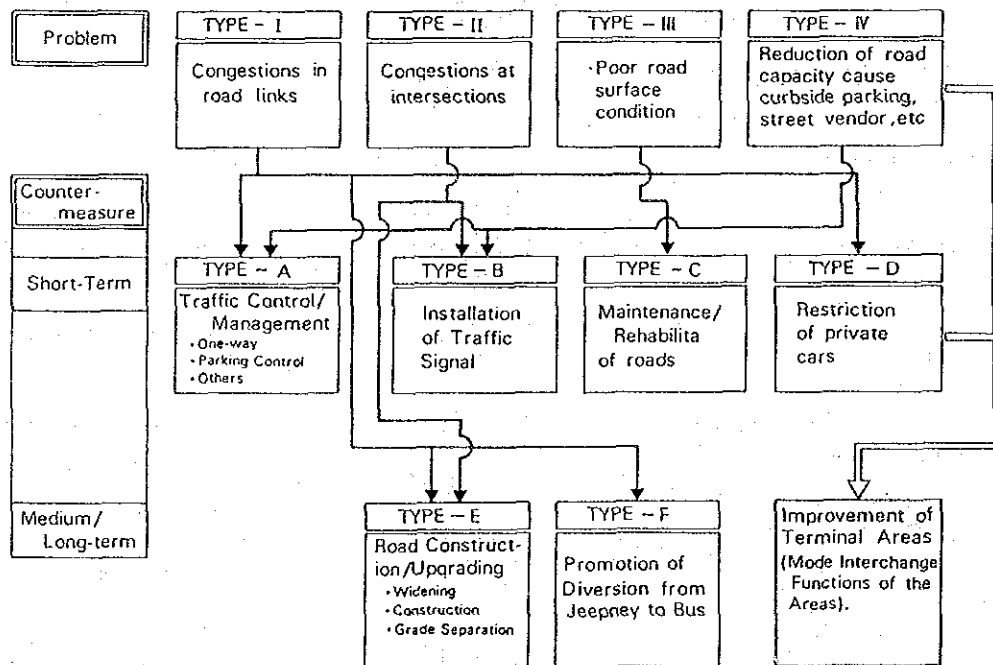 Problem
TYPE - I
Congestions in
road links
TYPE - II
Congestions at
intersections
TYPE - III
·Poor road
surface
condition
TYPE - IV
Reduction of road
capacity cause
curbside parking,
street vendor,etc
Counter-
measure
Short-Term
TYPE - A
Traffic Control/
Management
·One-way
·Parking Control
·Others
TYPE - B
Installation
of Traffic
Signal
TYPE - C
Maintenance/
Rehabilita
of roads
TYPE - D
Restriction
of private
cars
Medium/
Long-term
TYPE - E
Road Construct-
ion/Upgrading
·Widening
·Construction
·Grade Separation
TYPE - F
Promotion of
Diversion from
Jeepney to Bus
Improvement of
Terminal Areas
(Mode Interchange
Functions of the
Areas).